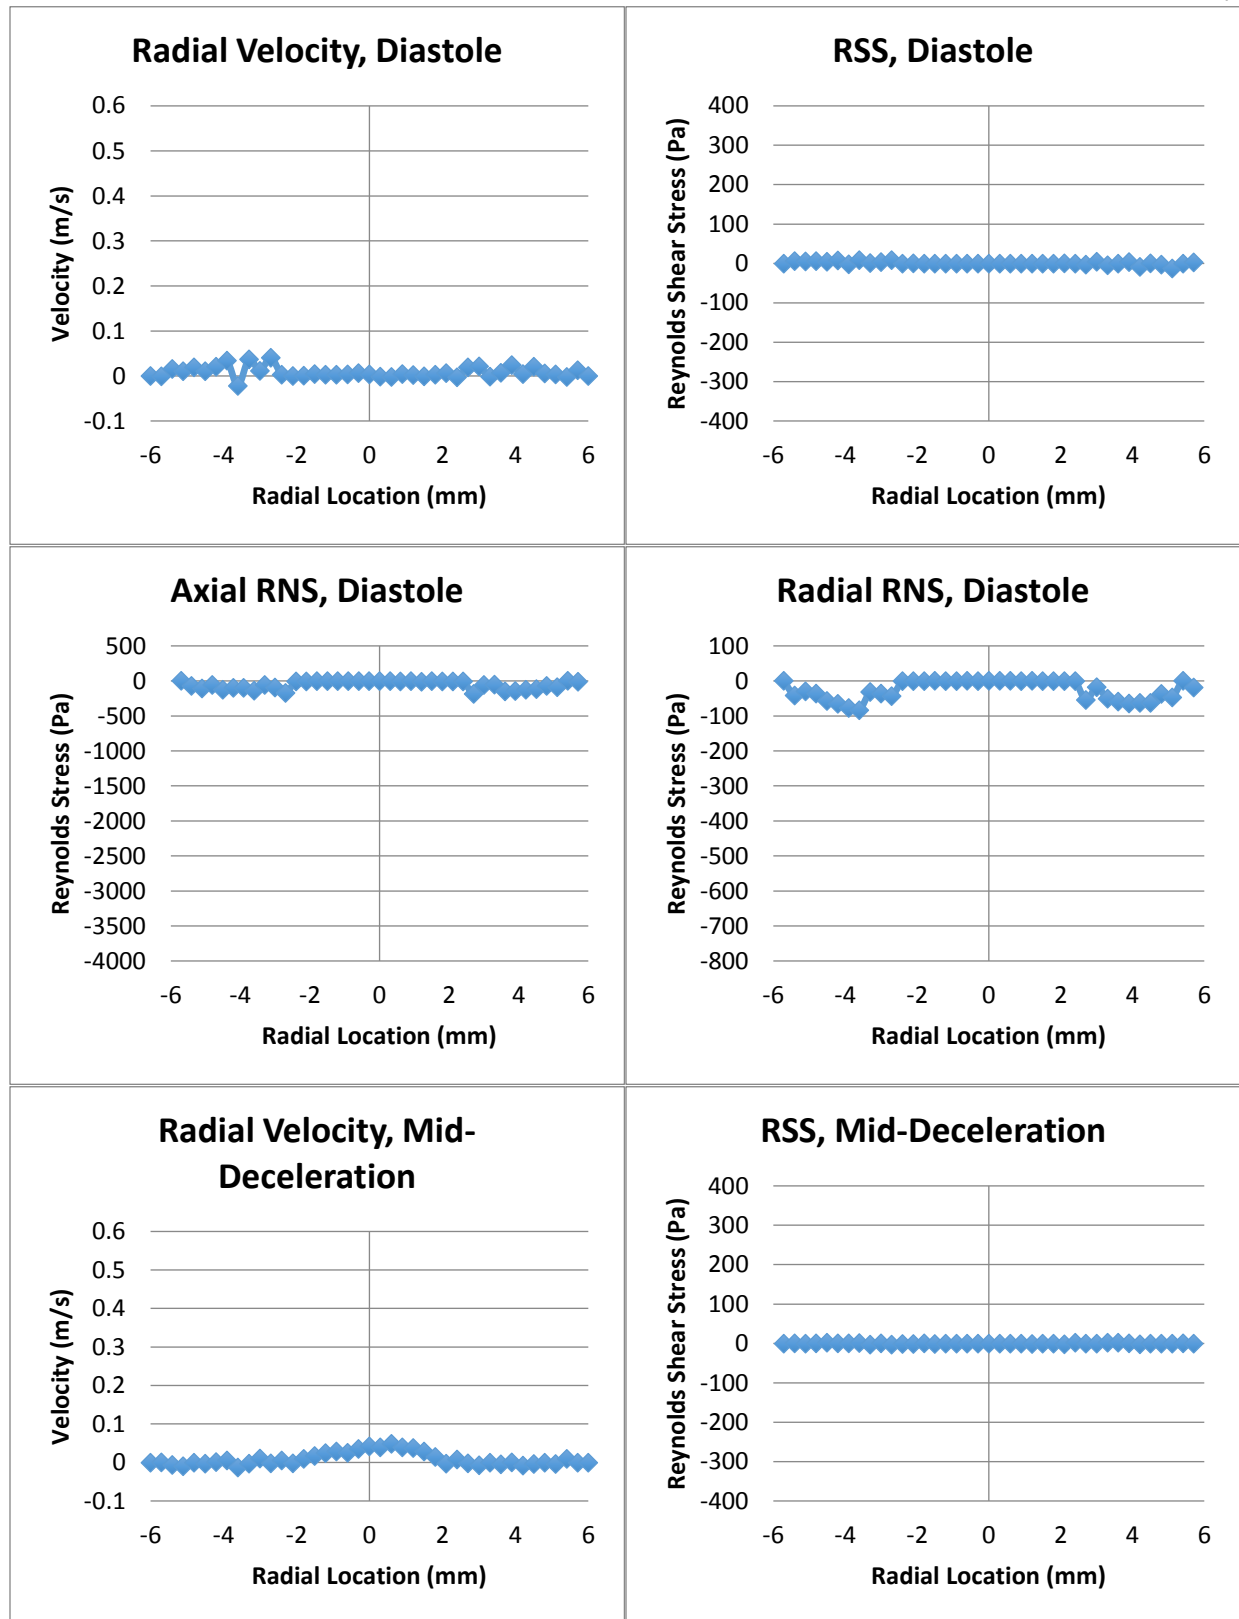 Radial Velocity, Diastole
0.6
0.5
0.4
0.3
0.2
0.1
0
-0.1
Velocity (m/s)
-6 -4 -2 0 2 4 6
Radial Location (mm)
RSS, Diastole
400
300
200
100
0
-100
-200
-300
-400
Reynolds Shear Stress (Pa)
-6 -4 -2 0 2 4 6
Radial Location (mm)
Axial RNS, Diastole
500
0
-500
-1000
-1500
-2000
-2500
-3000
-3500
-4000
Reynolds Stress (Pa)
-6 -4 -2 0 2 4 6
Radial Location (mm)
Radial RNS, Diastole
100
0
-100
-200
-300
-400
-500
-600
-700
-800
Reynolds Stress (Pa)
-6 -4 -2 0 2 4 6
Radial Location (mm)
Radial Velocity, Mid-
Deceleration
0.6
0.5
0.4
0.3
0.2
0.1
0
-0.1
Velocity (m/s)
-6 -4 -2 0 2 4 6
Radial Location (mm)
RSS, Mid-Deceleration
400
300
200
100
0
-100
-200
-300
-400
Reynolds Shear Stress (Pa)
-6 -4 -2 0 2 4 6
Radial Location (mm)